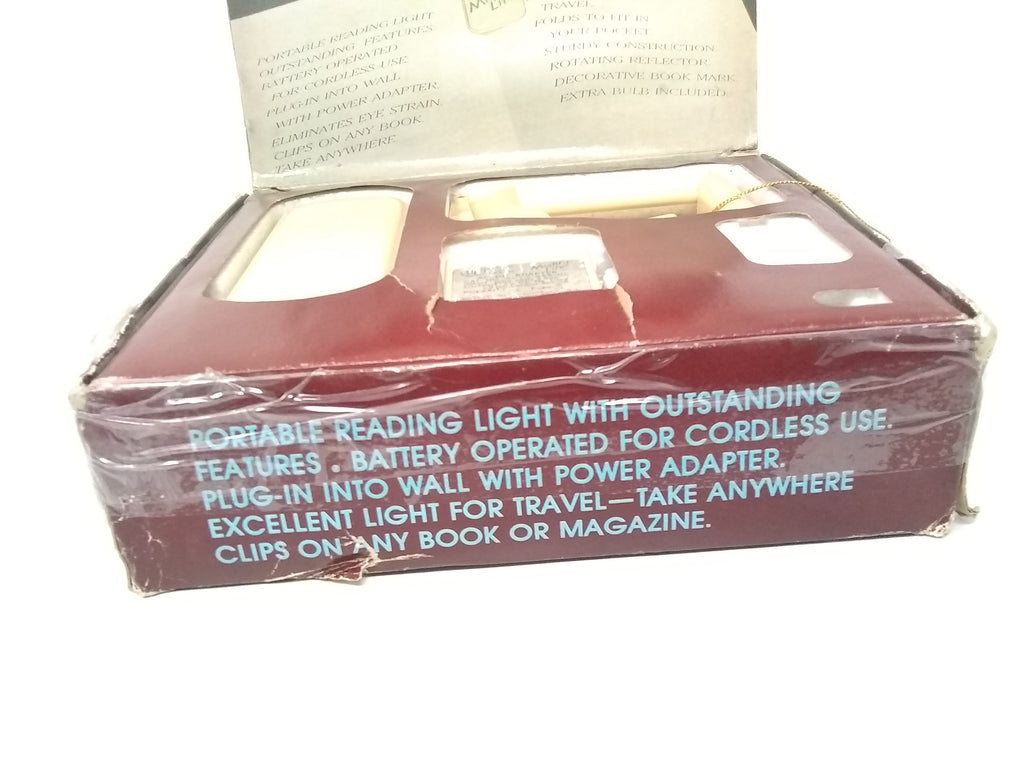 PORTABLE READING LIGHT
OUTSTANDING FEATURES
BATTERY OPERATED
FOR CORDLESS USE
PLUG-IN INTO WALL
WITH POWER ADAPTER.
ELIMINATES EYE STRAIN.
CLIPS ON ANY BOOK.
TAKE ANYWHERE
TRAVEL.
FOLDS TO FIT IN
YOUR POCKET
STURDY CONSTRUCTION
ROTATING REFLECTOR.
DECORATIVE BOOK MARK
EXTRA BULB INCLUDED.
PORTABLE READING LIGHT WITH OUTSTANDING
FEATURES . BATTERY OPERATED FOR CORDLESS USE.
PLUG-IN INTO WALL WITH POWER ADAPTER.
EXCELLENT LIGHT FOR TRAVEL—TAKE ANYWHERE
CLIPS ON ANY BOOK OR MAGAZINE.